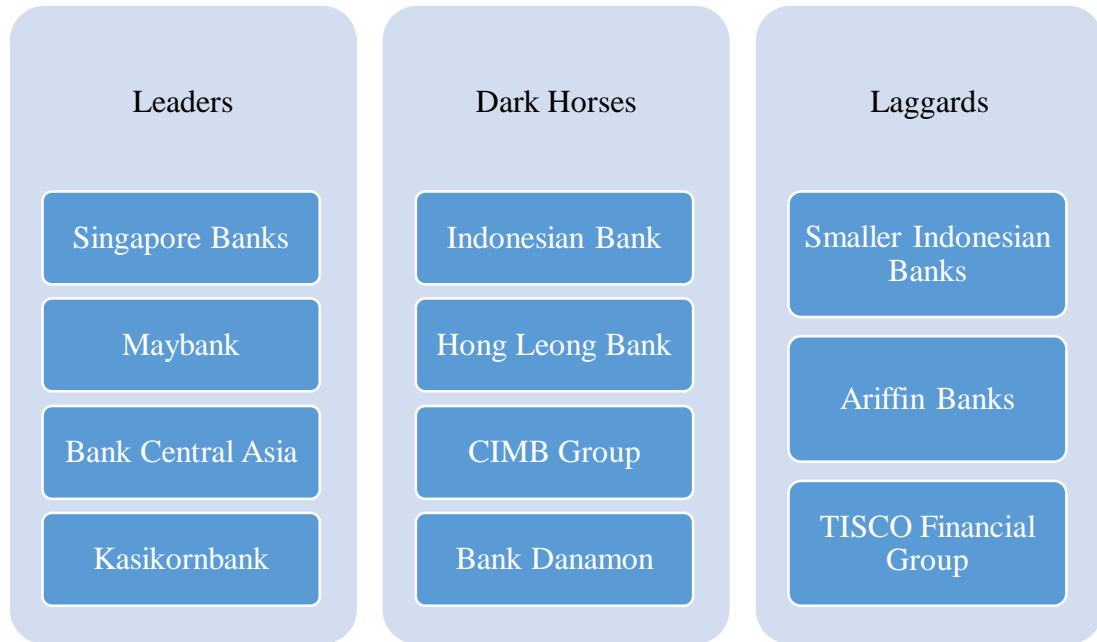 Leaders
Singapore Banks
Maybank
Bank Central Asia
Kasikornbank
Dark Horses
Indonesian Bank
Hong Leong Bank
CIMB Group
Bank Danamon
Laggards
Smaller Indonesian
Banks
Ariffin Banks
TISCO Financial
Group